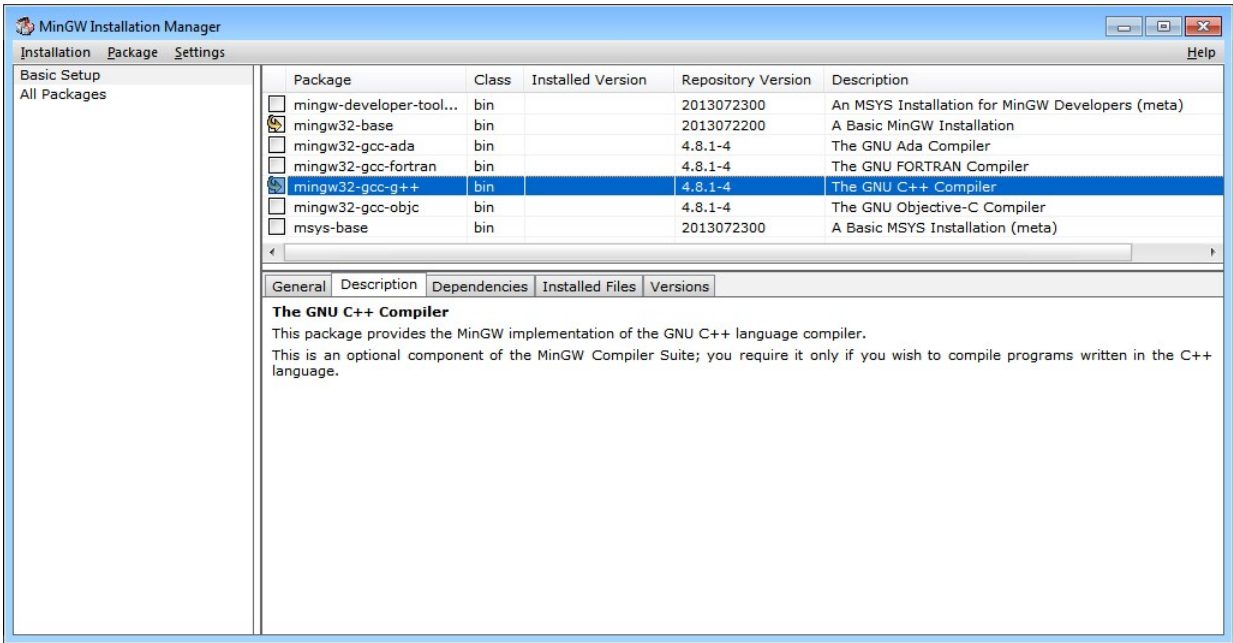 MinGW Installation Manager
Installation Package Settings Help
Basic Setup
All Packages
Package Class Installed Version Repository Version Description
mingw-developer-tool... bin 2013072300 An MSYS Installation for MinGW Developers (meta)
mingw32-base bin 2013072200 A Basic MinGW Installation
mingw32-gcc-ada bin 4.8.1-4 The GNU Ada Compiler
mingw32-gcc-fortran bin 4.8.1-4 The GNU FORTRAN Compiler
mingw32-gcc-g++ bin 4.8.1-4 The GNU C++ Compiler
mingw32-gcc-objc bin 4.8.1-4 The GNU Objective-C Compiler
msys-base bin 2013072300 A Basic MSYS Installation (meta)
General Description Dependencies Installed Files Versions
The GNU C++ Compiler
This package provides the MinGW implementation of the GNU C++ language compiler.
This is an optional component of the MinGW Compiler Suite; you require it only if you wish to compile programs written in the C++
language.